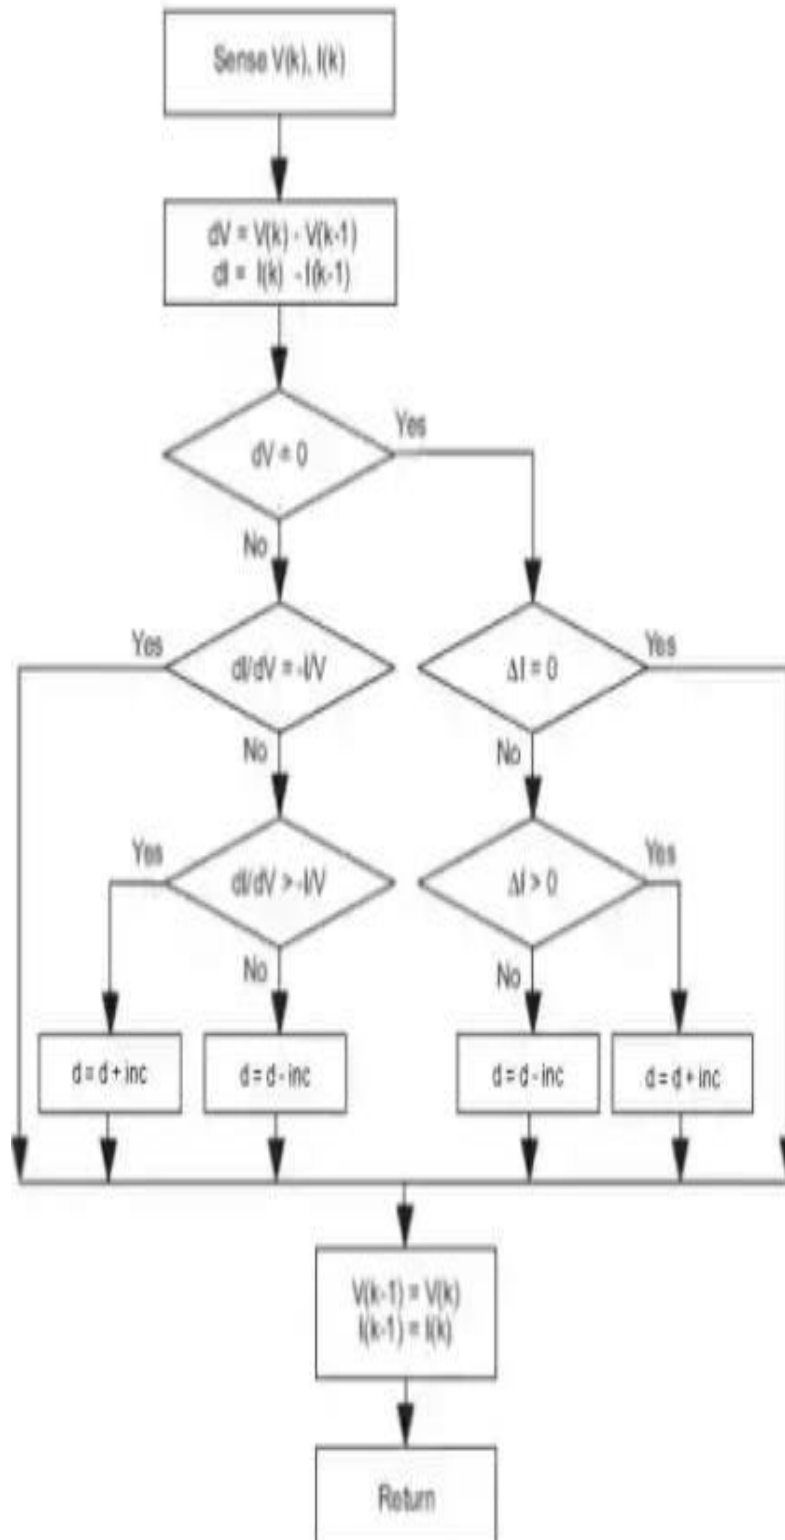 Sense V(k), I(k)
dV = V(k) - V(k-1)
dI = I(k) - I(k-1)
dV = 0
Yes
No
Yes
dI/dV = -I/V
ΔI = 0
Yes
No
No
Yes
dI/dV > -I/V
ΔI > 0
Yes
No
No
d = d + inc
d = d - inc
d = d - inc
d = d + inc
V(k-1) = V(k)
I(k-1) = I(k)
Return